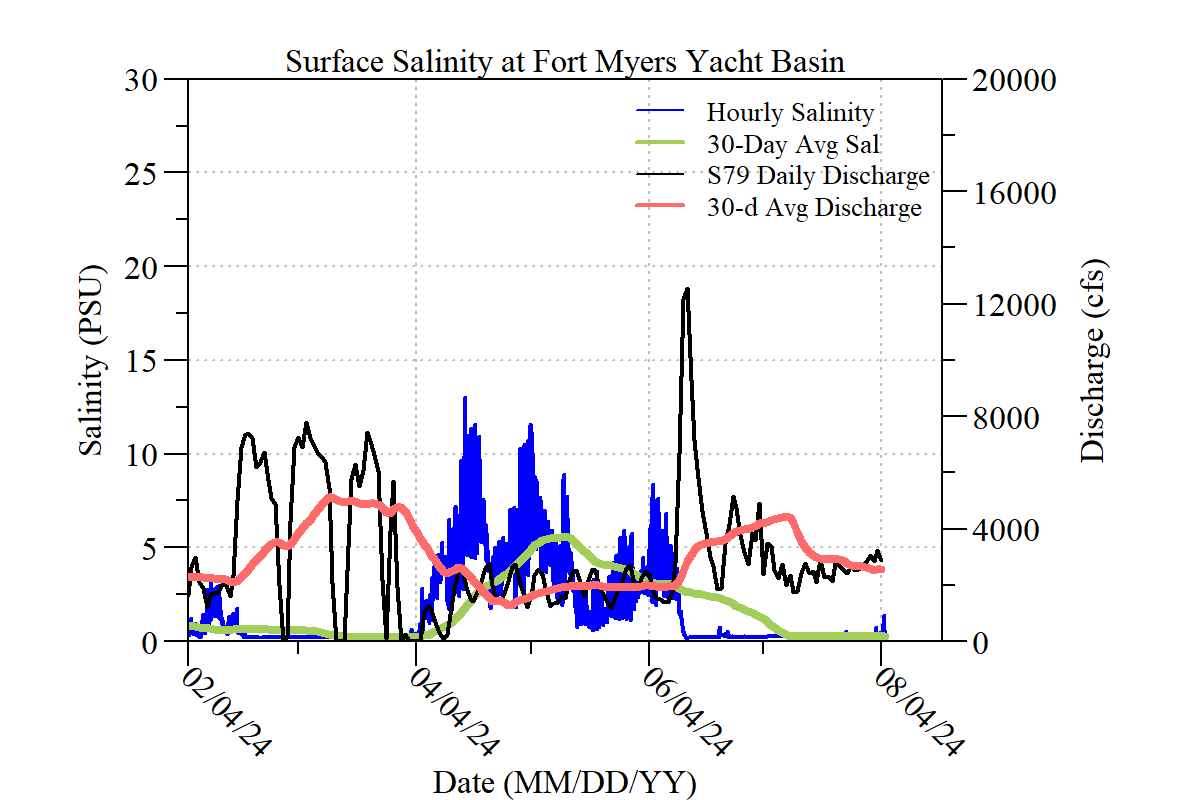 Surface Salinity at Fort Myers Yacht Basin
30
25
20
15
10
5
0
Salinity (PSU)
Hourly Salinity
30-Day Avg Sal
S79 Daily Discharge
30-d Avg Discharge
20000
16000
12000
8000
4000
0
Discharge (cfs)
02/04/24
04/04/24
06/04/24
08/04/24
Date (MM/DD/YY)